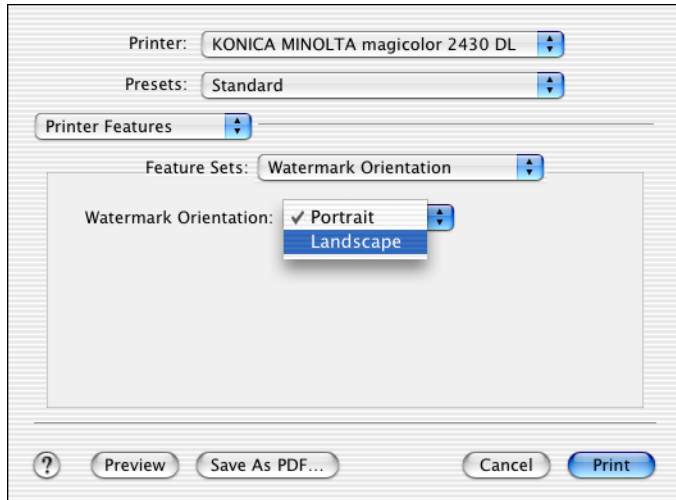 Printer: KONICA MINOLTA magicolor 2430 DL
Presets: Standard
Printer Features
Feature Sets: Watermark Orientation
Watermark Orientation: ✓ Portrait
Landscape
? Preview Save As PDF... Cancel Print